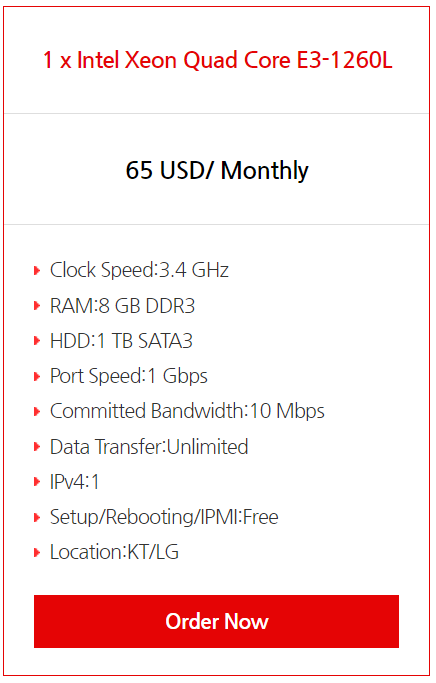 1 x Intel Xeon Quad Core E3-1260L
65 USD/ Monthly
Clock Speed:3.4 GHz
RAM:8 GB DDR3
HDD:1 TB SATA3
Port Speed:1 Gbps
Committed Bandwidth:10 Mbps
Data Transfer:Unlimited
IPv4:1
Setup/Rebooting/IPMI:Free
Location:KT/LG
Order Now